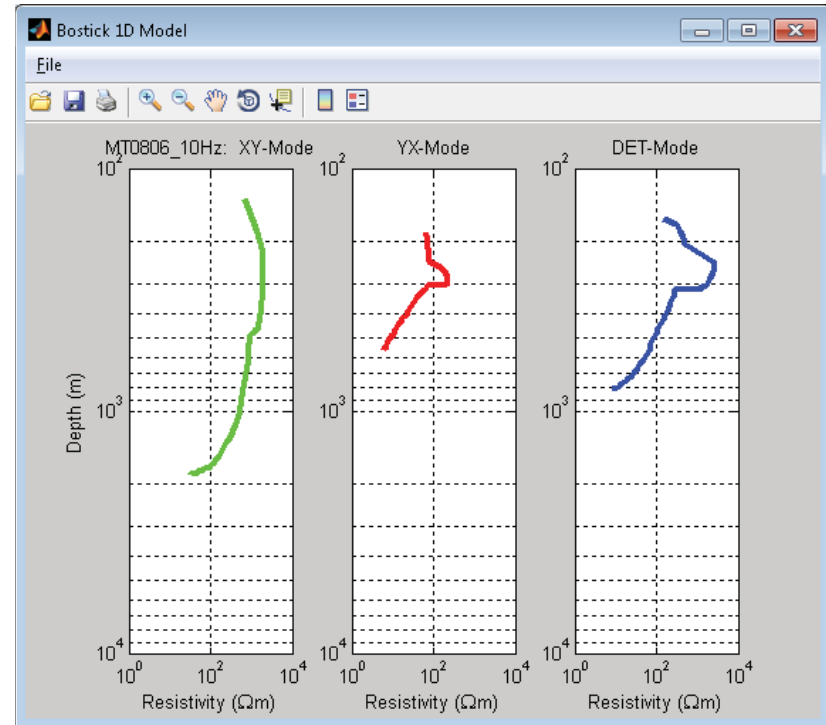 Bostick 1D Model
File
MT0806_10Hz: XY-Mode
YX-Mode
DET-Mode
10²
10³
10⁴
Depth (m)
10⁰ 10² 10⁴
Resistivity (Ωm)
10²
10³
10⁴
10⁰ 10² 10⁴
Resistivity (Ωm)
10²
10³
10⁴
10⁰ 10² 10⁴
Resistivity (Ωm)